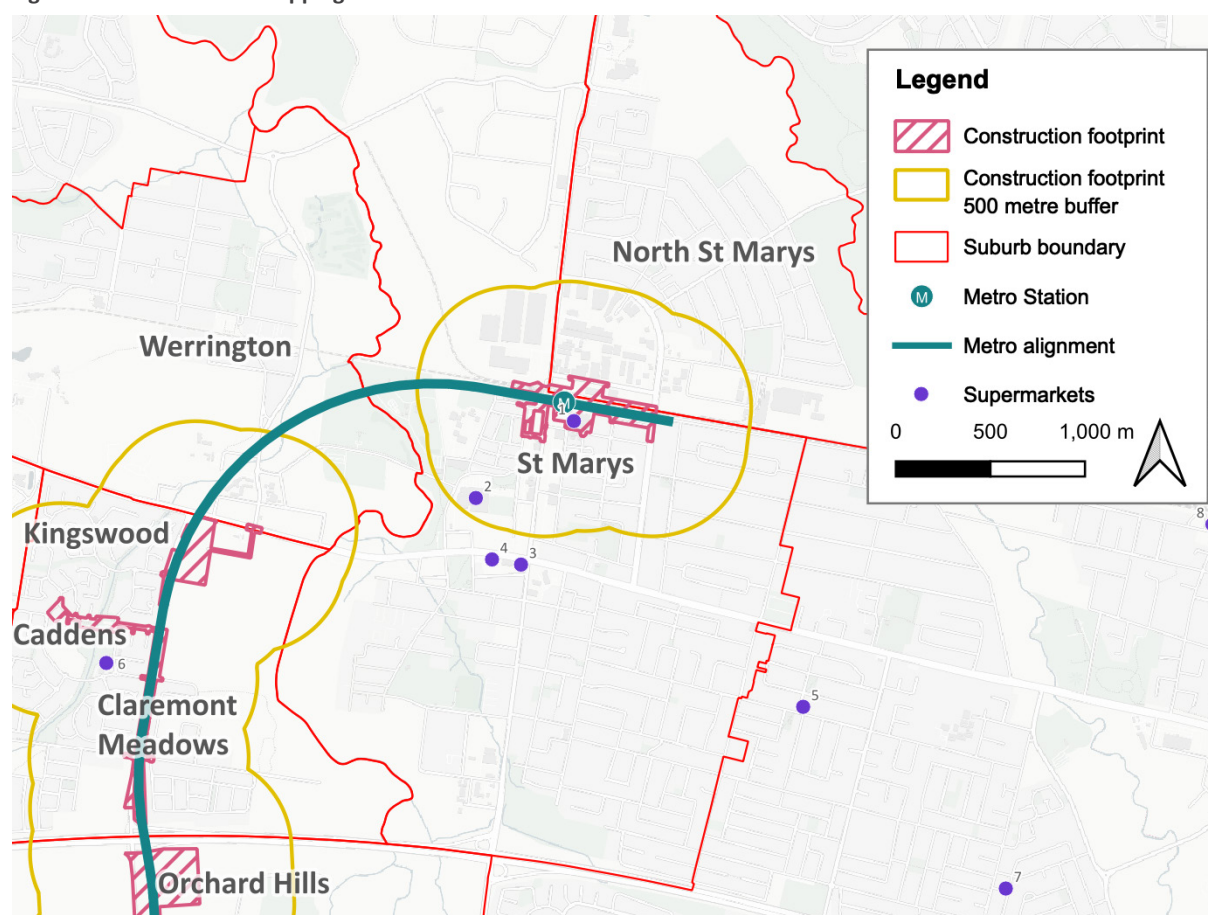 Legend
Construction footprint
Construction footprint
500 metre buffer
Suburb boundary
M
Metro Station
Metro alignment
Supermarkets
0 500 1,000 m
North St Marys
Werrington
M
1
St Marys
2
8
Kingswood
4 3
Caddens
6
Claremont
Meadows
5
Orchard Hills
7